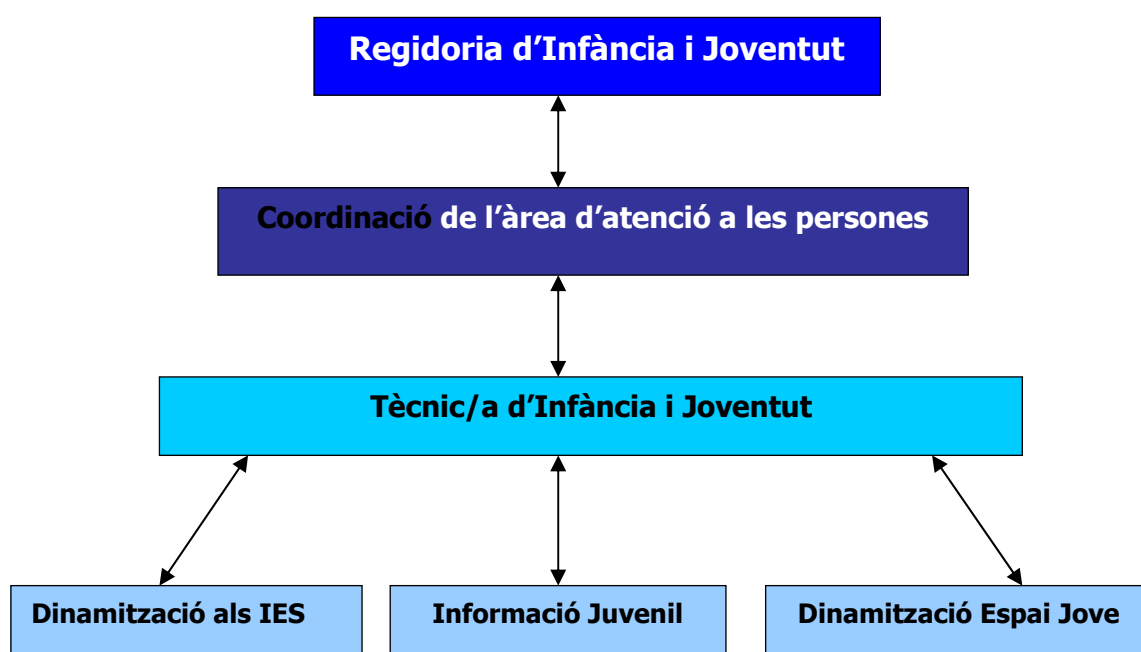 Regidoria d’Infància i Joventut
Coordinació de l’àrea d’atenció a les persones
Tècnic/a d’Infància i Joventut
Dinamització als IES
Informació Juvenil
Dinamització Espai Jove